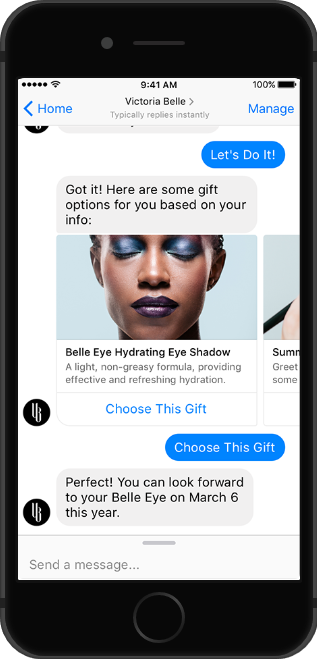 9:41 AM
100%
Home
Victoria Belle
Typically replies instantly
Manage
Let's Do It!
Got it! Here are some gift
options for you based on your
info:
Belle Eye Hydrating Eye Shadow
A light, non-greasy formula, providing
effective and refreshing hydration.
Choose This Gift
Greet
some
Choose This Gift
Perfect! You can look forward
to your Belle Eye on March 6
this year.
Send a message...